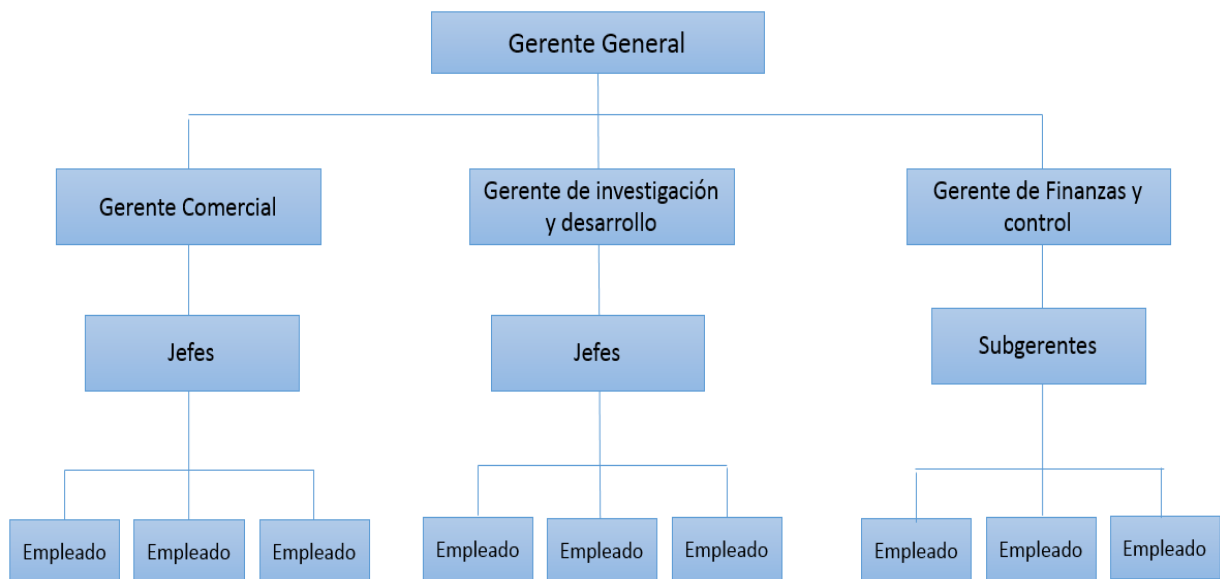 Gerente General
Gerente Comercial
Gerente de investigación
y desarrollo
Gerente de Finanzas y
control
Jefes
Jefes
Subgerentes
Empleado
Empleado
Empleado
Empleado
Empleado
Empleado
Empleado
Empleado
Empleado